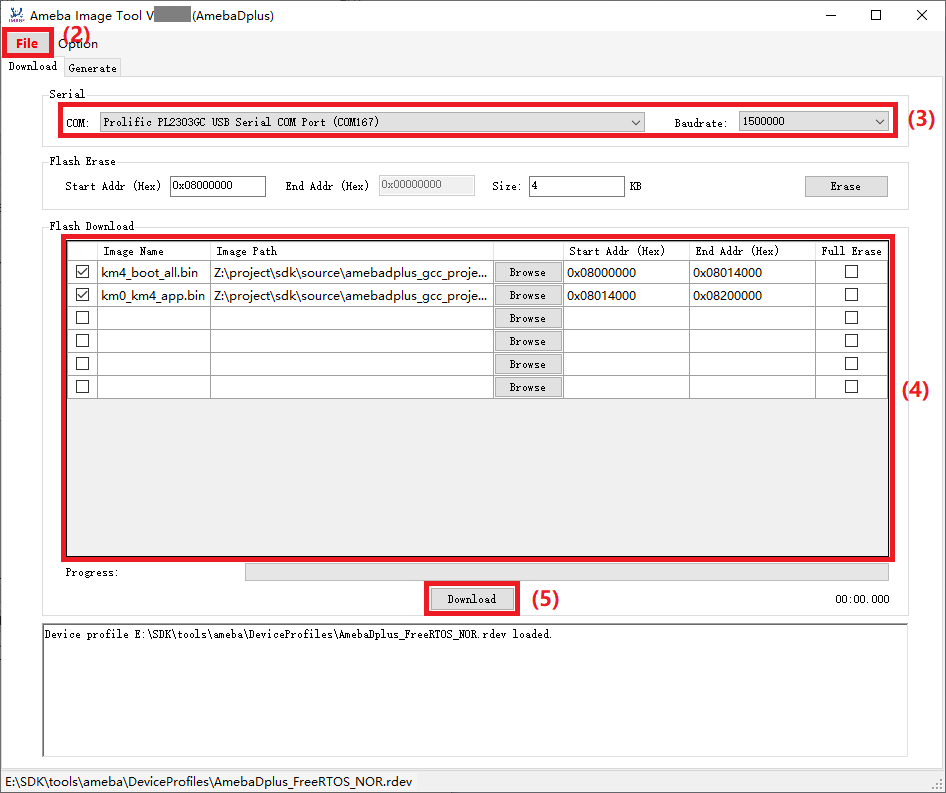 Ameba Image Tool V (AmebaDplus)
File Option (2)
Download Generate
Serial
COM: Prolific PL2303GC USB Serial COM Port (COM167) Baudrate: 1500000 (3)
Flash Erase
Start Addr (Hex) 0x08000000 End Addr (Hex) 0x00000000 Size: 4 KB Erase
Flash Download
Image Name Image Path Start Addr (Hex) End Addr (Hex) Full Erase
km4_boot_all.bin Z:\project\sdk\source\amebadplus_gcc_proje... Browse 0x08000000 0x08014000
km0_km4_app.bin Z:\project\sdk\source\amebadplus_gcc_proje... Browse 0x08014000 0x08200000
Browse
Browse
Browse
Browse
(4)
Progress:
Download (5) 00:00.000
Device profile E:\SDK\tools\ameba\DeviceProfiles\AmebaDplus_FreeRTOS_NOR.rdev loaded.
E:\SDK\tools\ameba\DeviceProfiles\AmebaDplus_FreeRTOS_NOR.rdev